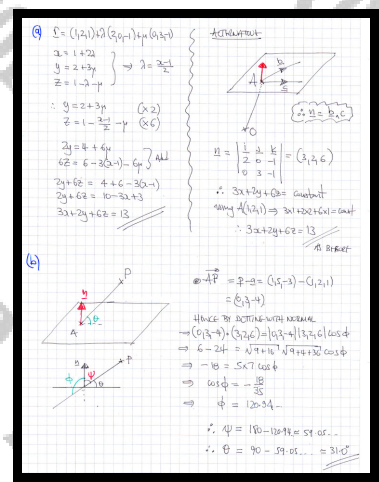 (a) r = (1,2,1)+λ(2,0,-1)+μ(0,3,-1)
x = 1+2λ
y = 2+3μ
z = 1-λ-μ
⇒ λ = x-1/2
∴ y = 2+3μ (×2)
z = 1 - x-1/2 - μ (×6)
2y = 4 + 6μ
6z = 6 - 3(x-1) - 6μ
Add
2y+6z = 4 + 6 - 3(x-1)
2y+6z = 10-3x+3
3x+2y+6z = 13
ALTERNATIVE
A
b
c
O
∴ n = b∧c
n = | i j k | = (3,2,6)
2 0 -1
0 3 -1
∴ 3x+2y+6z = constant
using A(1,2,1) ⇒ 3×1+2×2+6×1 = const
∴ 3x+2y+6z = 13
AS BEFORE
(b)
P
n
θ
A
n
P
φ ψ θ
• AP = p-a = (1,5,-3) - (1,2,1)
= (0,3,-4)
HENCE BY DOTTING WITH NORMAL
⇒ (0,3,-4)•(3,2,6) = |0,3,-4||3,2,6| cosφ
⇒ 6-24 = √9+16 √9+4+36 cosφ
⇒ -18 = 5×7 cosφ
⇒ cosφ = -18/35
⇒ φ = 120.94...
∴ ψ = 180-120.94.. = 59.05...
∴ θ = 90 - 59.05.... ≈ 31.0°